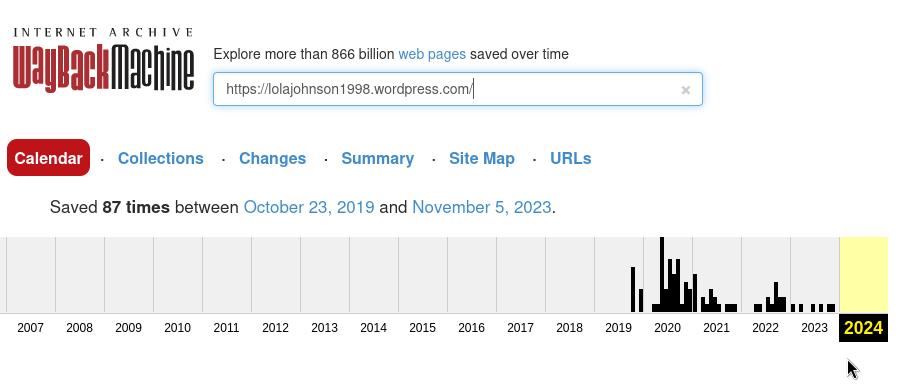 INTERNET ARCHIVE
WayBackMachine
Explore more than 866 billion web pages saved over time
https://lolajohnson1998.wordpress.com/
Calendar · Collections · Changes · Summary · Site Map · URLs
Saved 87 times between October 23, 2019 and November 5, 2023.
2007 2008 2009 2010 2011 2012 2013 2014 2015 2016 2017 2018 2019 2020 2021 2022 2023 2024